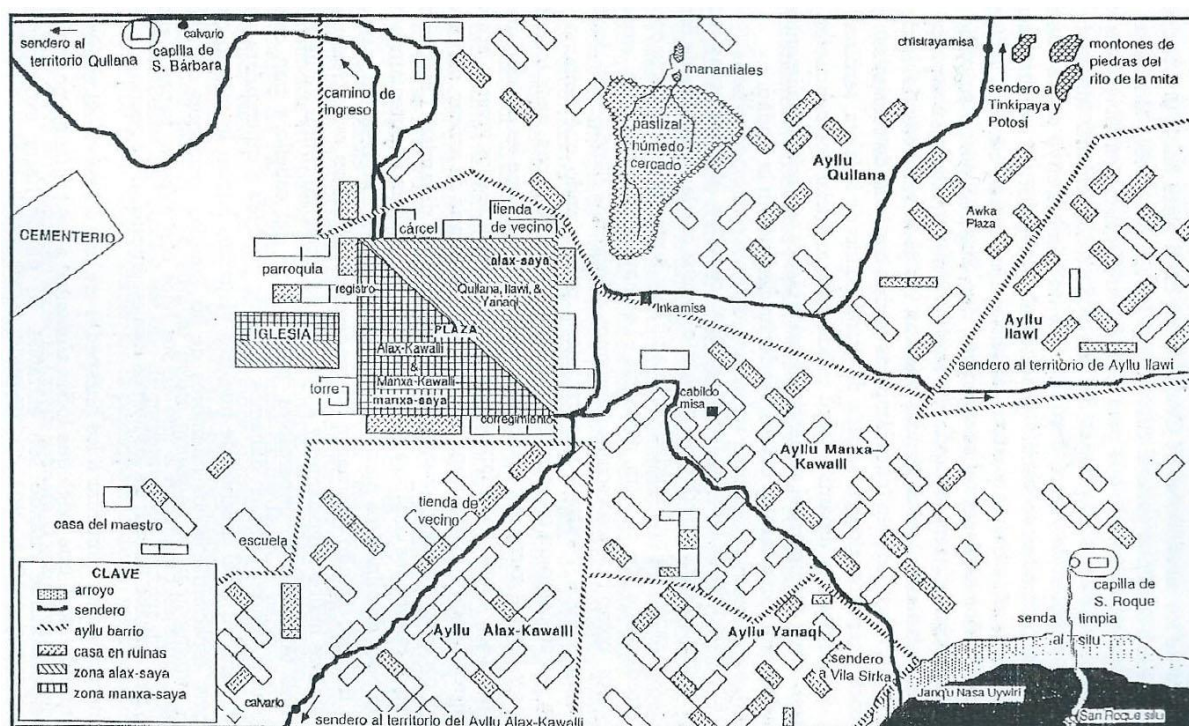 sendero al
territorio Qullana
calvario
capilla de
S. Bárbara
camino de
ingreso
manantiales
pastizal
húmedo
cercado
chistrayamisa
montones de
piedras del
rito de la mita
sendero a
Tinkipaya y
Potosí
Ayllu
Qullana
Awka
Plaza
CEMENTERIO
cárcel
tienda
de vecino
parroquia
registro
alax-saya
Qullana, Ilawi, &
Yanaqi
PLAZA
IGLESIA
Alax-Kawalli
&
Manxa-Kawalli
manxa-saya
torre
corregimiento
Inkamisa
Ayllu
Ilawi
sendero al territorio de Ayllu Ilawi
cabildo
misa
Ayllu Manxa-
Kawalli
casa del maestro
escuela
tienda de
vecino
CLAVE
arroyo
sendero
ayllu barrio
casa en ruinas
zona alax-saya
zona manxa-saya
Ayllu Alax-Kawalli
Ayllu Yanaqi
calvario
sendero al territorio del Ayllu Alax-Kawalli
sendero
a Vila Sirka
capilla de
S. Roque
senda limpia
al silu
Janq'u Nasa Uywiri
San Roque silu